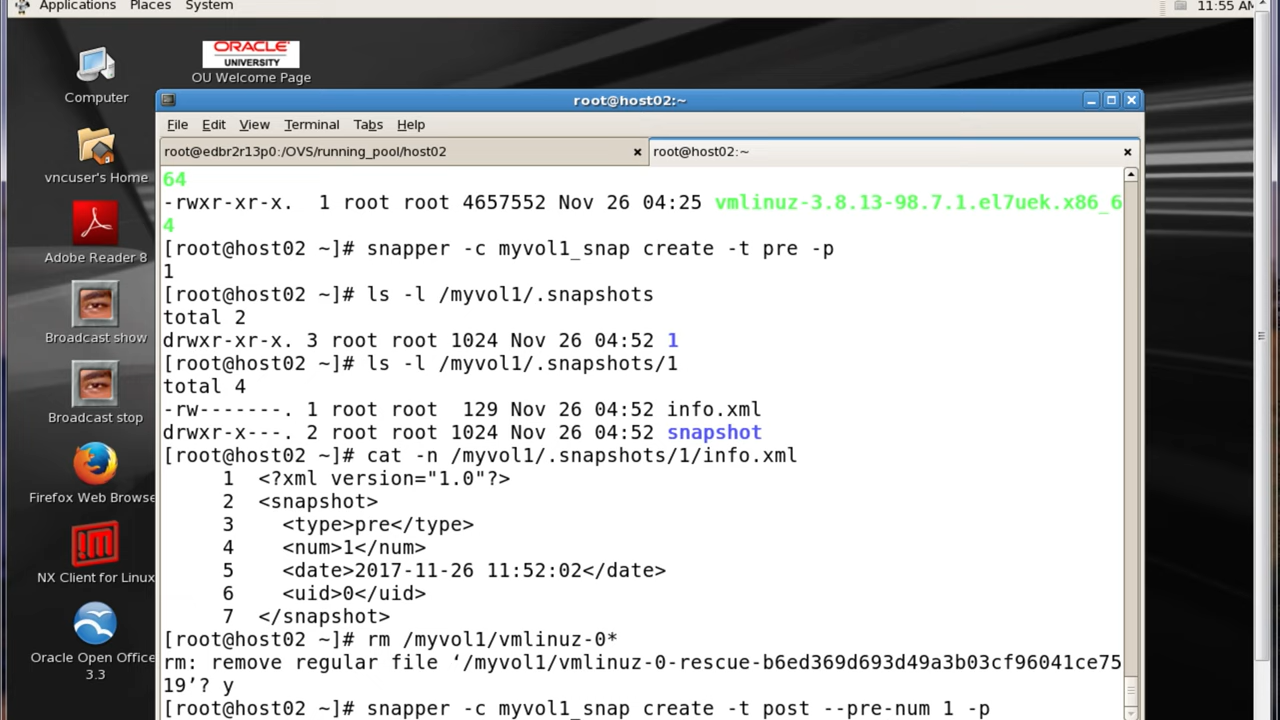 Applications Places System 11:55 AM
ORACLE
UNIVERSITY
OU Welcome Page
Computer
vncuser's Home
Adobe Reader 8
Broadcast show
Broadcast stop
Firefox Web Browse
NX Client for Linux
Oracle Open Office
3.3
root@host02:~
File Edit View Terminal Tabs Help
root@edbr2r13p0:/OVS/running_pool/host02
root@host02:~
64
-rwxr-xr-x.  1 root root 4657552 Nov 26 04:25 vmlinuz-3.8.13-98.7.1.el7uek.x86_6
4
[root@host02 ~]# snapper -c myvol1_snap create -t pre -p
1
[root@host02 ~]# ls -l /myvol1/.snapshots
total 2
drwxr-xr-x. 3 root root 1024 Nov 26 04:52 1
[root@host02 ~]# ls -l /myvol1/.snapshots/1
total 4
-rw-------. 1 root root  129 Nov 26 04:52 info.xml
drwxr-x---. 2 root root 1024 Nov 26 04:52 snapshot
[root@host02 ~]# cat -n /myvol1/.snapshots/1/info.xml
     1  <?xml version="1.0"?>
     2  <snapshot>
     3    <type>pre</type>
     4    <num>1</num>
     5    <date>2017-11-26 11:52:02</date>
     6    <uid>0</uid>
     7  </snapshot>
[root@host02 ~]# rm /myvol1/vmlinuz-0*
rm: remove regular file ‘/myvol1/vmlinuz-0-rescue-b6ed369d693d49a3b03cf96041ce75
19’? y
[root@host02 ~]# snapper -c myvol1_snap create -t post --pre-num 1 -p